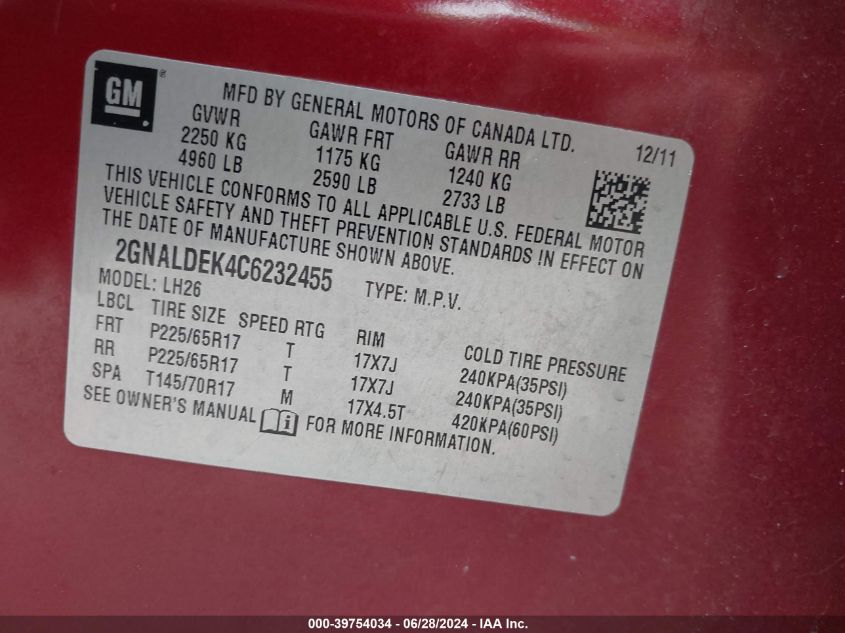 GM ®
MFD BY GENERAL MOTORS OF CANADA LTD.
12/11
GVWR GAWR FRT GAWR RR
2250 KG 1175 KG 1240 KG
4960 LB 2590 LB 2733 LB
THIS VEHICLE CONFORMS TO ALL APPLICABLE U.S. FEDERAL MOTOR
VEHICLE SAFETY AND THEFT PREVENTION STANDARDS IN EFFECT ON
THE DATE OF MANUFACTURE SHOWN ABOVE.
2GNALDEK4C6232455 TYPE: M.P.V.
MODEL: LH26
LBCL TIRE SIZE SPEED RTG RIM COLD TIRE PRESSURE
FRT P225/65R17 T 17X7J 240KPA(35PSI)
RR P225/65R17 T 17X7J 240KPA(35PSI)
SPA T145/70R17 M 17X4.5T 420KPA(60PSI)
SEE OWNER'S MANUAL i FOR MORE INFORMATION.
000-39754034 - 06/28/2024 - IAA Inc.